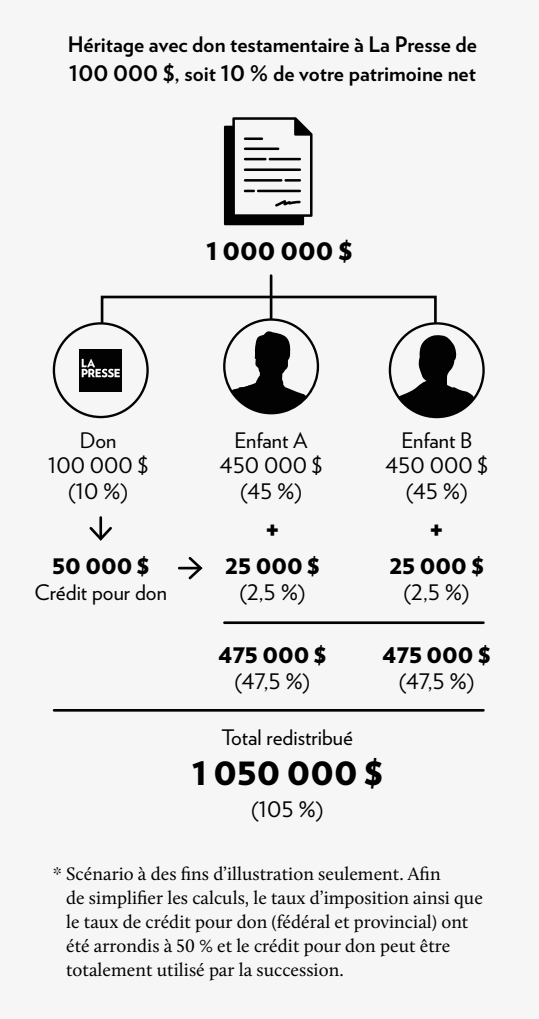 Héritage avec don testamentaire à La Presse de
100 000 $, soit 10 % de votre patrimoine net
1 000 000 $
LA
PRESSE
Don
100 000 $
(10 %)
Enfant A
450 000 $
(45 %)
Enfant B
450 000 $
(45 %)
+
+
50 000 $
Crédit pour don
25 000 $
(2,5 %)
25 000 $
(2,5 %)
475 000 $
(47,5 %)
475 000 $
(47,5 %)
Total redistribué
1 050 000 $
(105 %)
* Scénario à des fins d’illustration seulement. Afin
de simplifier les calculs, le taux d’imposition ainsi que
le taux de crédit pour don (fédéral et provincial) ont
été arrondis à 50 % et le crédit pour don peut être
totalement utilisé par la succession.